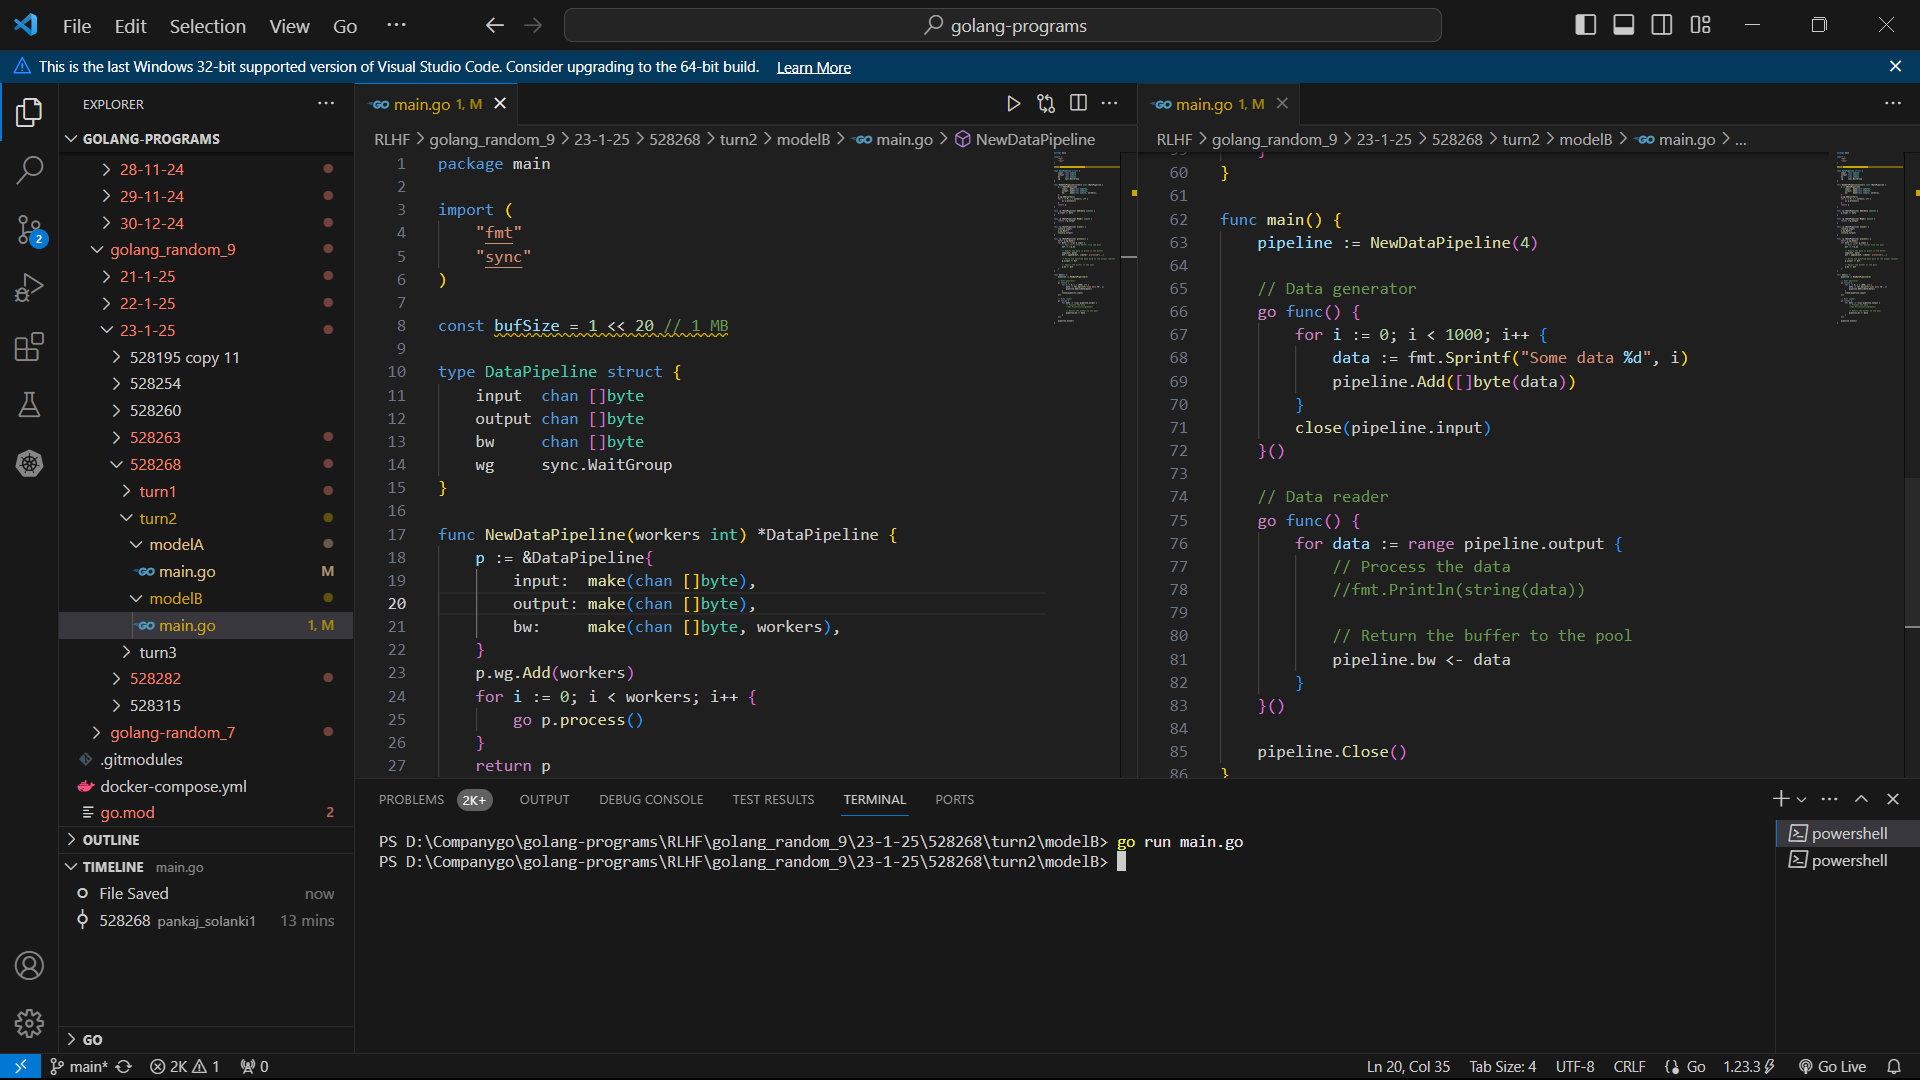 File Edit Selection View Go ··· golang-programs
This is the last Windows 32-bit supported version of Visual Studio Code. Consider upgrading to the 64-bit build. Learn More
EXPLORER
GOLANG-PROGRAMS
28-11-24
29-11-24
30-12-24
golang_random_9
21-1-25
22-1-25
23-1-25
528195 copy 11
528254
528260
528263
528268
turn1
turn2
modelA
main.go M
modelB
main.go 1, M
turn3
528282
528315
golang-random_7
.gitmodules
docker-compose.yml
go.mod 2
OUTLINE
TIMELINE main.go
File Saved now
528268 pankaj_solanki1 13 mins
GO
2
main.go 1, M
RLHF > golang_random_9 > 23-1-25 > 528268 > turn2 > modelB > main.go > NewDataPipeline
1 package main
2
3 import (
4 "fmt"
5 "sync"
6 )
7
8 const bufSize = 1 << 20 // 1 MB
9
10 type DataPipeline struct {
11 input chan []byte
12 output chan []byte
13 bw chan []byte
14 wg sync.WaitGroup
15 }
16
17 func NewDataPipeline(workers int) *DataPipeline {
18 p := &DataPipeline{
19 input: make(chan []byte),
20 output: make(chan []byte),
21 bw: make(chan []byte, workers),
22 }
23 p.wg.Add(workers)
24 for i := 0; i < workers; i++ {
25 go p.process()
26 }
27 return p
main.go 1, M
RLHF > golang_random_9 > 23-1-25 > 528268 > turn2 > modelB > main.go > ...
60 }
61
62 func main() {
63 pipeline := NewDataPipeline(4)
64
65 // Data generator
66 go func() {
67 for i := 0; i < 1000; i++ {
68 data := fmt.Sprintf("Some data %d", i)
69 pipeline.Add([]byte(data))
70 }
71 close(pipeline.input)
72 }()
73
74 // Data reader
75 go func() {
76 for data := range pipeline.output {
77 // Process the data
78 //fmt.Println(string(data))
79
80 // Return the buffer to the pool
81 pipeline.bw <- data
82 }
83 }()
84
85 pipeline.Close()
86 }
PROBLEMS 2K+ OUTPUT DEBUG CONSOLE TEST RESULTS TERMINAL PORTS
PS D:\Companygo\golang-programs\RLHF\golang_random_9\23-1-25\528268\turn2\modelB> go run main.go
PS D:\Companygo\golang-programs\RLHF\golang_random_9\23-1-25\528268\turn2\modelB>
powershell
powershell
main* 2K 1 0 Ln 20, Col 35 Tab Size: 4 UTF-8 CRLF Go 1.23.3 Go Live